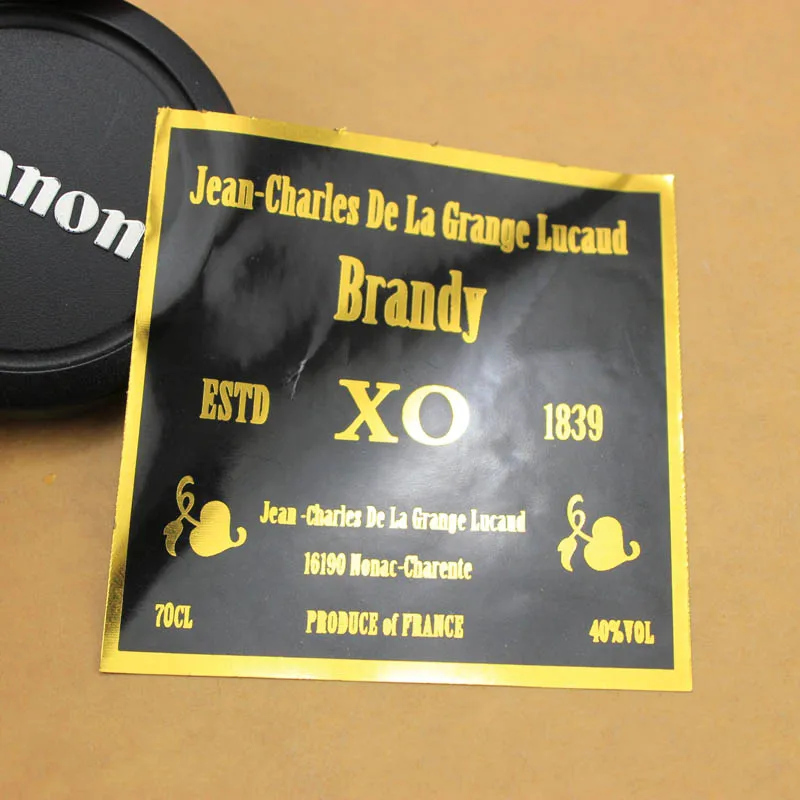 anon
Jean-Charles De La Grange Lucaud
Brandy
ESTD XO 1839
Jean -Charles De La Grange Lucaud
16190 Nonac-Charente
70CL PRODUCE of FRANCE 40%VOL